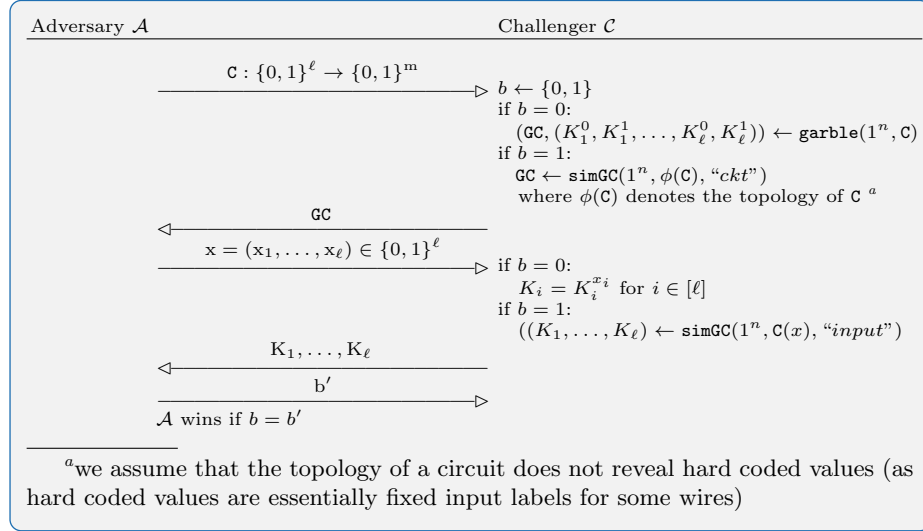 Adversary 𝒜 Challenger 𝒞
C : {0, 1}^ℓ → {0, 1}^m
b ← {0, 1}
if b = 0:
(GC, (K_1^0, K_1^1, . . . , K_ℓ^0, K_ℓ^1)) ← garble(1^n, C)
if b = 1:
GC ← simGC(1^n, ϕ(C), “ckt”)
where ϕ(C) denotes the topology of C ^a
GC
x = (x_1, . . . , x_ℓ) ∈ {0, 1}^ℓ
if b = 0:
K_i = K_i^{x_i} for i ∈ [ℓ]
if b = 1:
((K_1, . . . , K_ℓ) ← simGC(1^n, C(x), “input”)
K_1, . . . , K_ℓ
b′
𝒜 wins if b = b′
^a we assume that the topology of a circuit does not reveal hard coded values (as
hard coded values are essentially fixed input labels for some wires)